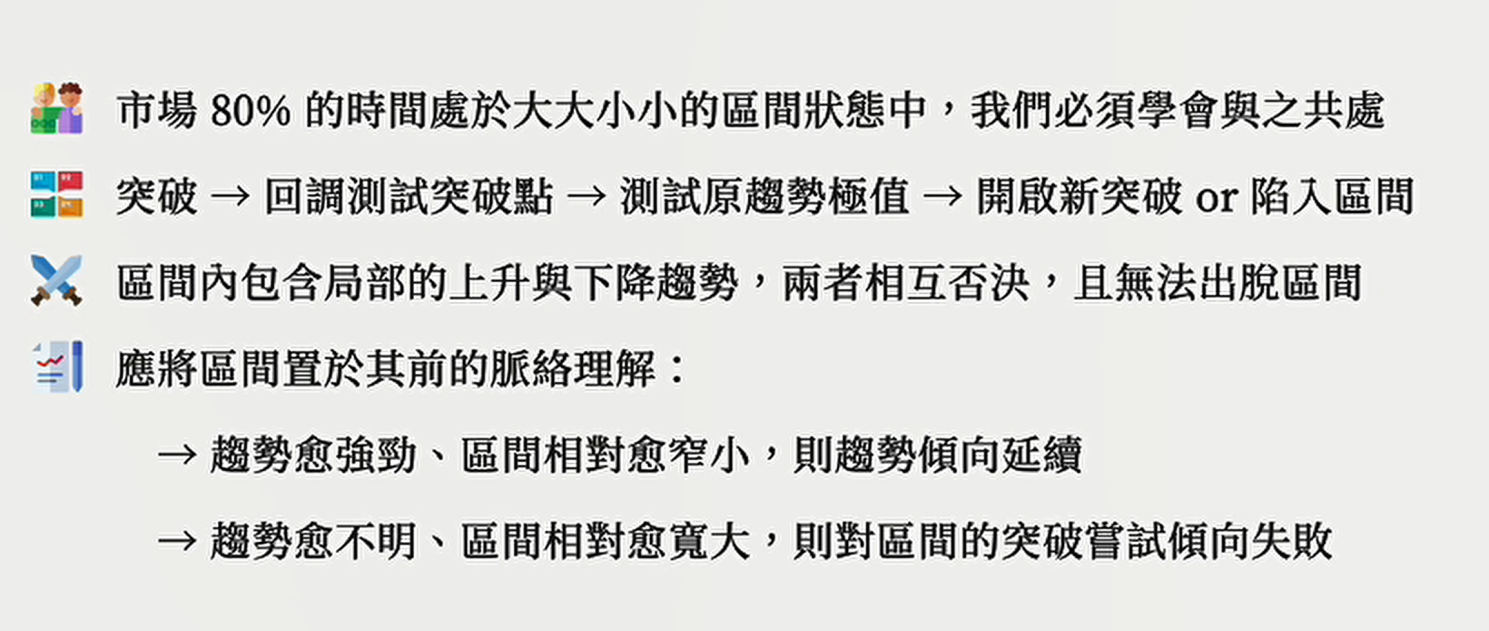 市場 80% 的時間處於大大小小的區間狀態中，我們必須學會與之共處
突破 → 回調測試突破點 → 測試原趨勢極值 → 開啟新突破 or 陷入區間
區間內包含局部的上升與下降趨勢，兩者相互否決，且無法出脫區間
應將區間置於其前的脈絡理解：
→ 趨勢愈強勁、區間相對愈窄小，則趨勢傾向延續
→ 趨勢愈不明、區間相對愈寬大，則對區間的突破嘗試傾向失敗